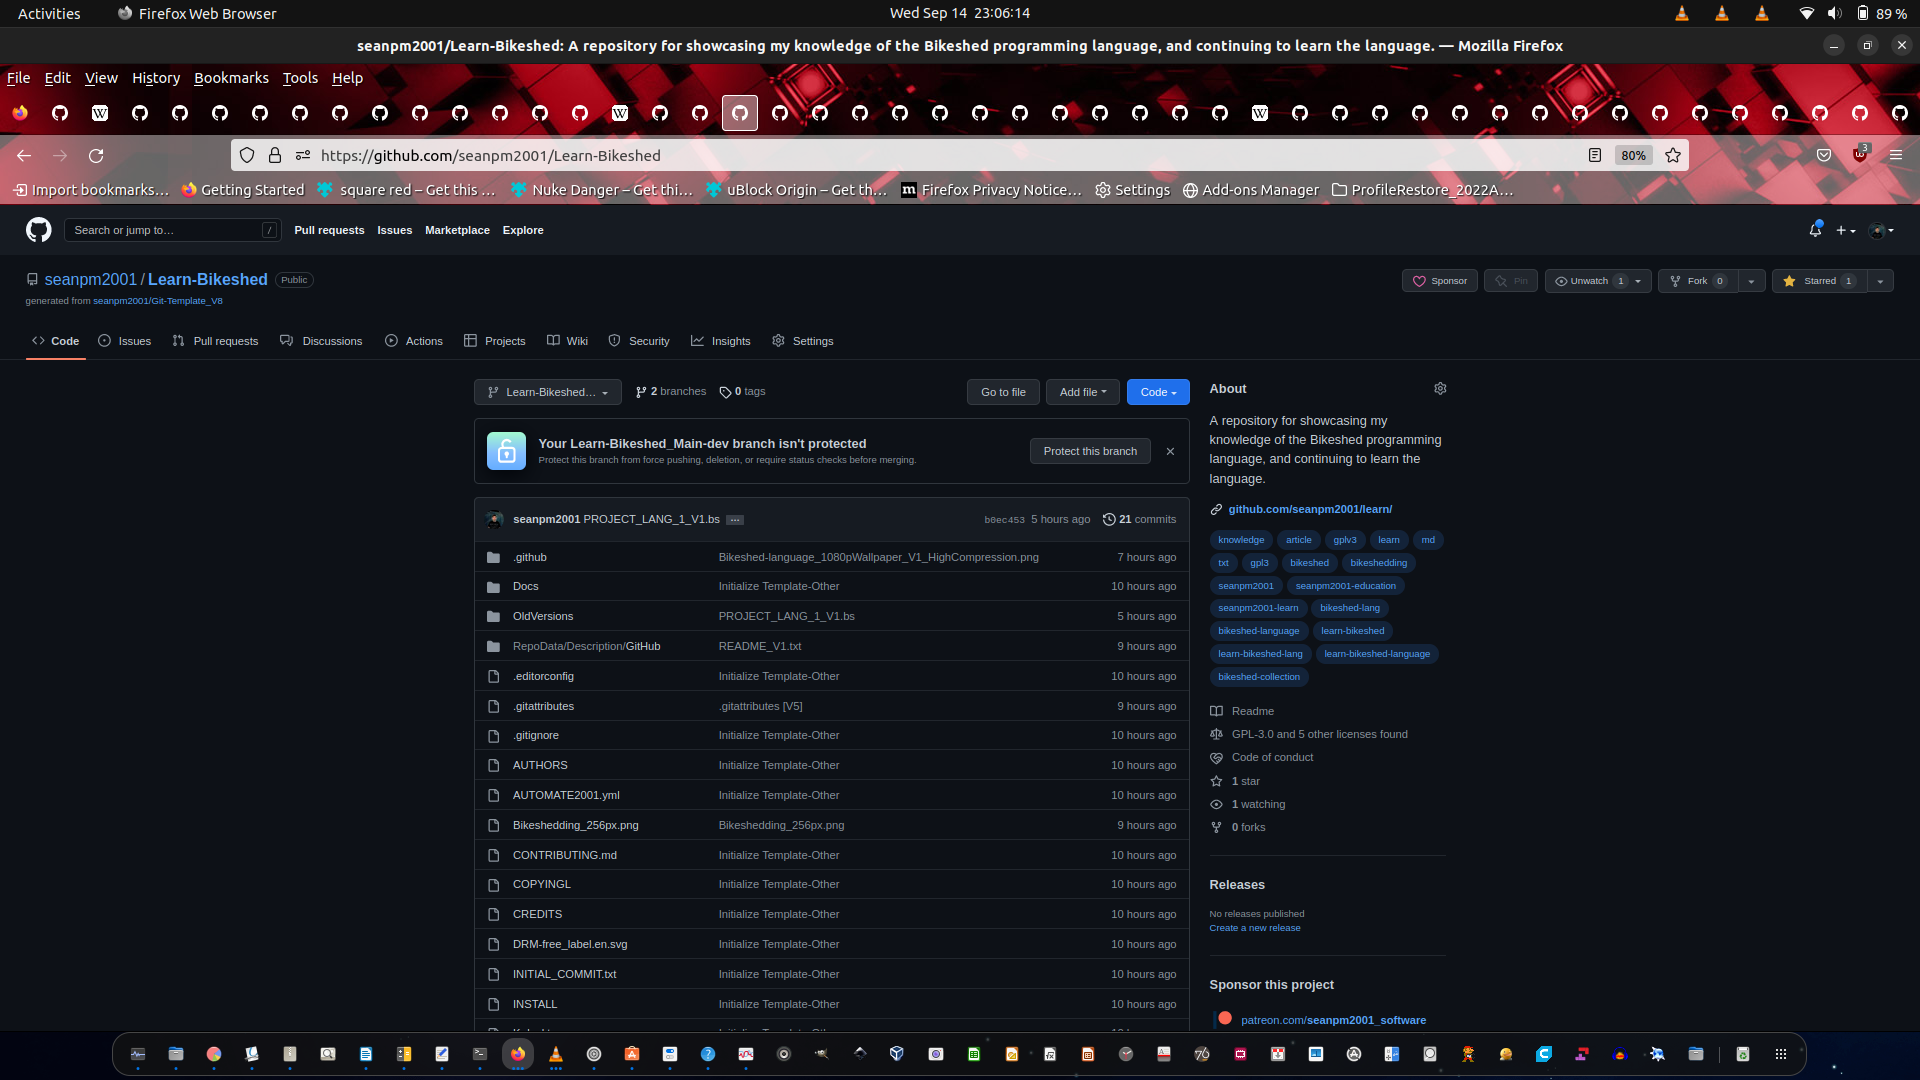 Activities Firefox Web Browser Wed Sep 14 23:06:14 89 %
seanpm2001/Learn-Bikeshed: A repository for showcasing my knowledge of the Bikeshed programming language, and continuing to learn the language. — Mozilla Firefox
File Edit View History Bookmarks Tools Help
https://github.com/seanpm2001/Learn-Bikeshed 80% 3
Import bookmarks… Getting Started square red – Get this … Nuke Danger – Get thi… uBlock Origin – Get th… Firefox Privacy Notice… Settings Add-ons Manager ProfileRestore_2022A…
Search or jump to… / Pull requests Issues Marketplace Explore
seanpm2001 / Learn-Bikeshed Public Sponsor Pin Unwatch 1 Fork 0 Starred 1
generated from seanpm2001/Git-Template_V8
Code Issues Pull requests Discussions Actions Projects Wiki Security Insights Settings
Learn-Bikeshed… 2 branches 0 tags Go to file Add file Code
Your Learn-Bikeshed_Main-dev branch isn't protected
Protect this branch from force pushing, deletion, or require status checks before merging.
Protect this branch
seanpm2001 PROJECT_LANG_1_V1.bs … b0ec453 5 hours ago 21 commits
.github Bikeshed-language_1080pWallpaper_V1_HighCompression.png 7 hours ago
Docs Initialize Template-Other 10 hours ago
OldVersions PROJECT_LANG_1_V1.bs 5 hours ago
RepoData/Description/GitHub README_V1.txt 9 hours ago
.editorconfig Initialize Template-Other 10 hours ago
.gitattributes .gitattributes [V5] 9 hours ago
.gitignore Initialize Template-Other 10 hours ago
AUTHORS Initialize Template-Other 10 hours ago
AUTOMATE2001.yml Initialize Template-Other 10 hours ago
Bikeshedding_256px.png Bikeshedding_256px.png 9 hours ago
CONTRIBUTING.md Initialize Template-Other 10 hours ago
COPYINGL Initialize Template-Other 10 hours ago
CREDITS Initialize Template-Other 10 hours ago
DRM-free_label.en.svg Initialize Template-Other 10 hours ago
INITIAL_COMMIT.txt Initialize Template-Other 10 hours ago
INSTALL Initialize Template-Other 10 hours ago
About
A repository for showcasing my
knowledge of the Bikeshed programming
language, and continuing to learn the
language.
github.com/seanpm2001/learn/
knowledge article gplv3 learn md
txt gpl3 bikeshed bikeshedding
seanpm2001 seanpm2001-education
seanpm2001-learn bikeshed-lang
bikeshed-language learn-bikeshed
learn-bikeshed-lang learn-bikeshed-language
bikeshed-collection
Readme
GPL-3.0 and 5 other licenses found
Code of conduct
1 star
1 watching
0 forks
Releases
No releases published
Create a new release
Sponsor this project
patreon.com/seanpm2001_software